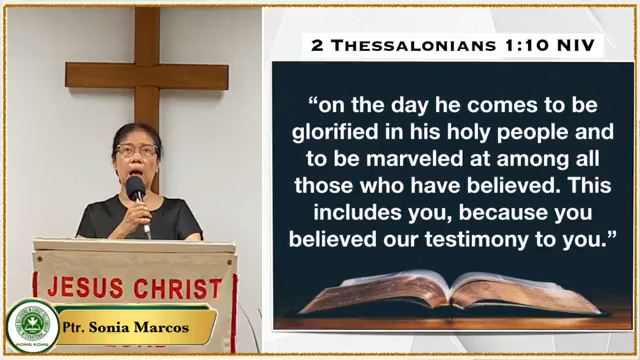 2 Thessalonians 1:10 NIV
“on the day he comes to be
glorified in his holy people and
to be marveled at among all
those who have believed. This
includes you, because you
believed our testimony to you.”
JESUS CHRIST
Ptr. Sonia Marcos
HONG KONG